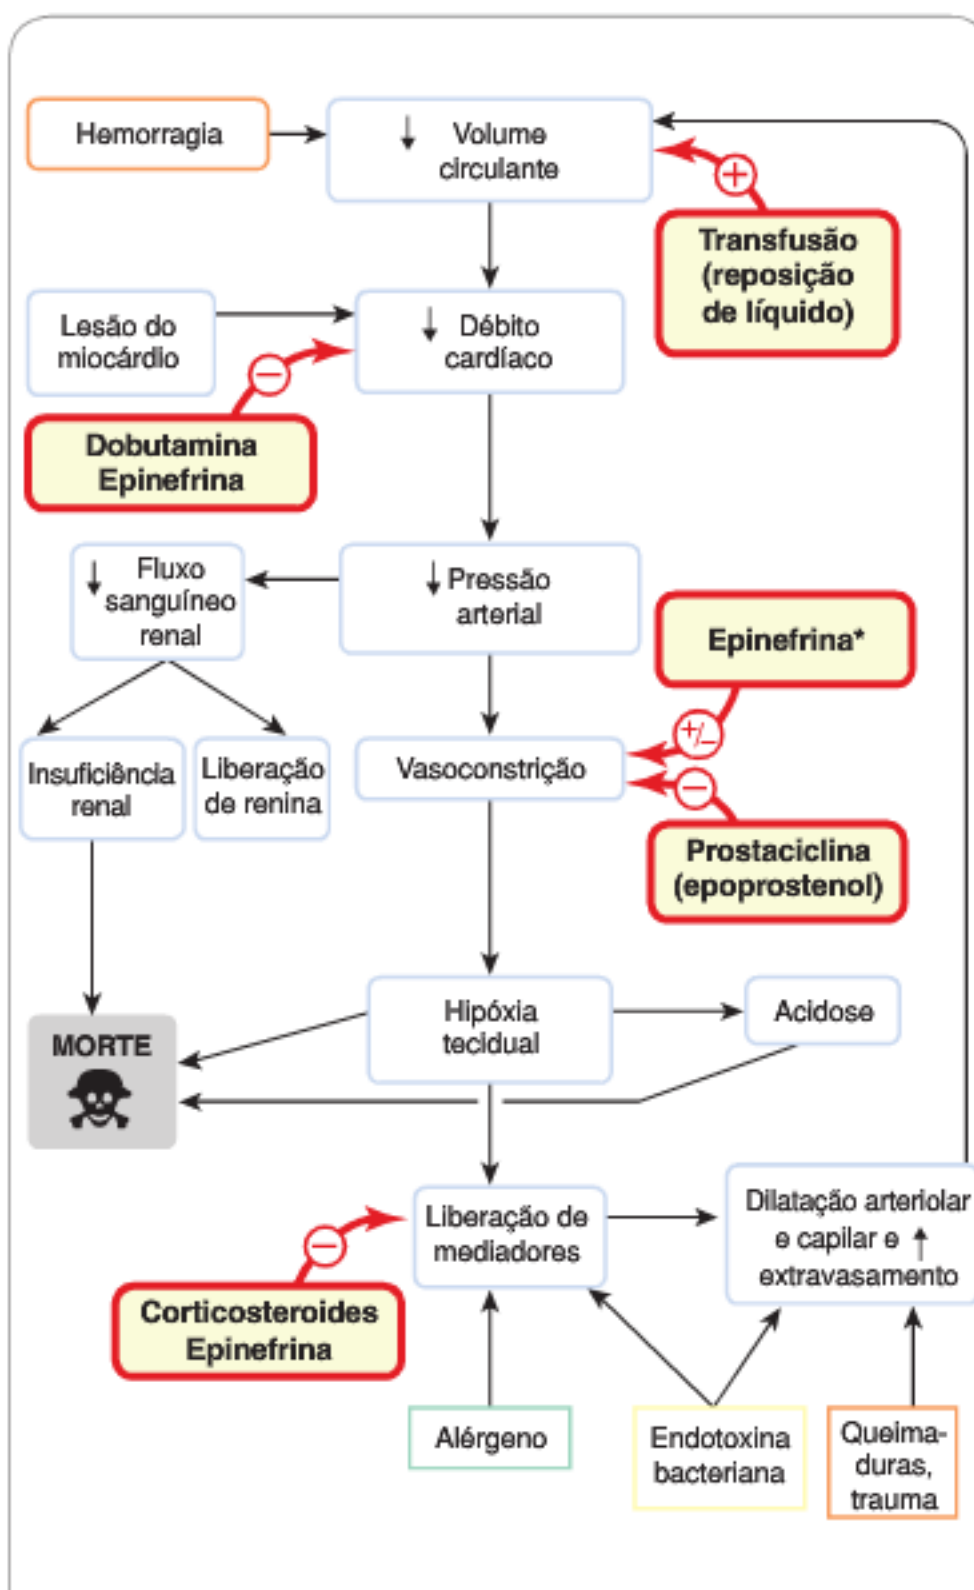 Hemorragia
↓ Volume
circulante
Transfusão
(reposição
de líquido)
Lesão do
miocárdio
↓ Débito
cardíaco
Dobutamina
Epinefrina
↓ Fluxo
sanguíneo
renal
↓ Pressão
arterial
Epinefrina*
Insuficiência
renal
Liberação
de renina
Vasoconstrição
Prostaciclina
(epoprostenol)
MORTE
Hipóxia
tecidual
Acidose
Liberação de
mediadores
Dilatação arteriolar
e capilar e ↑
extravasamento
Corticosteroides
Epinefrina
Alérgeno
Endotoxina
bacteriana
Queima-
duras,
trauma
+
−
+/−
−
−